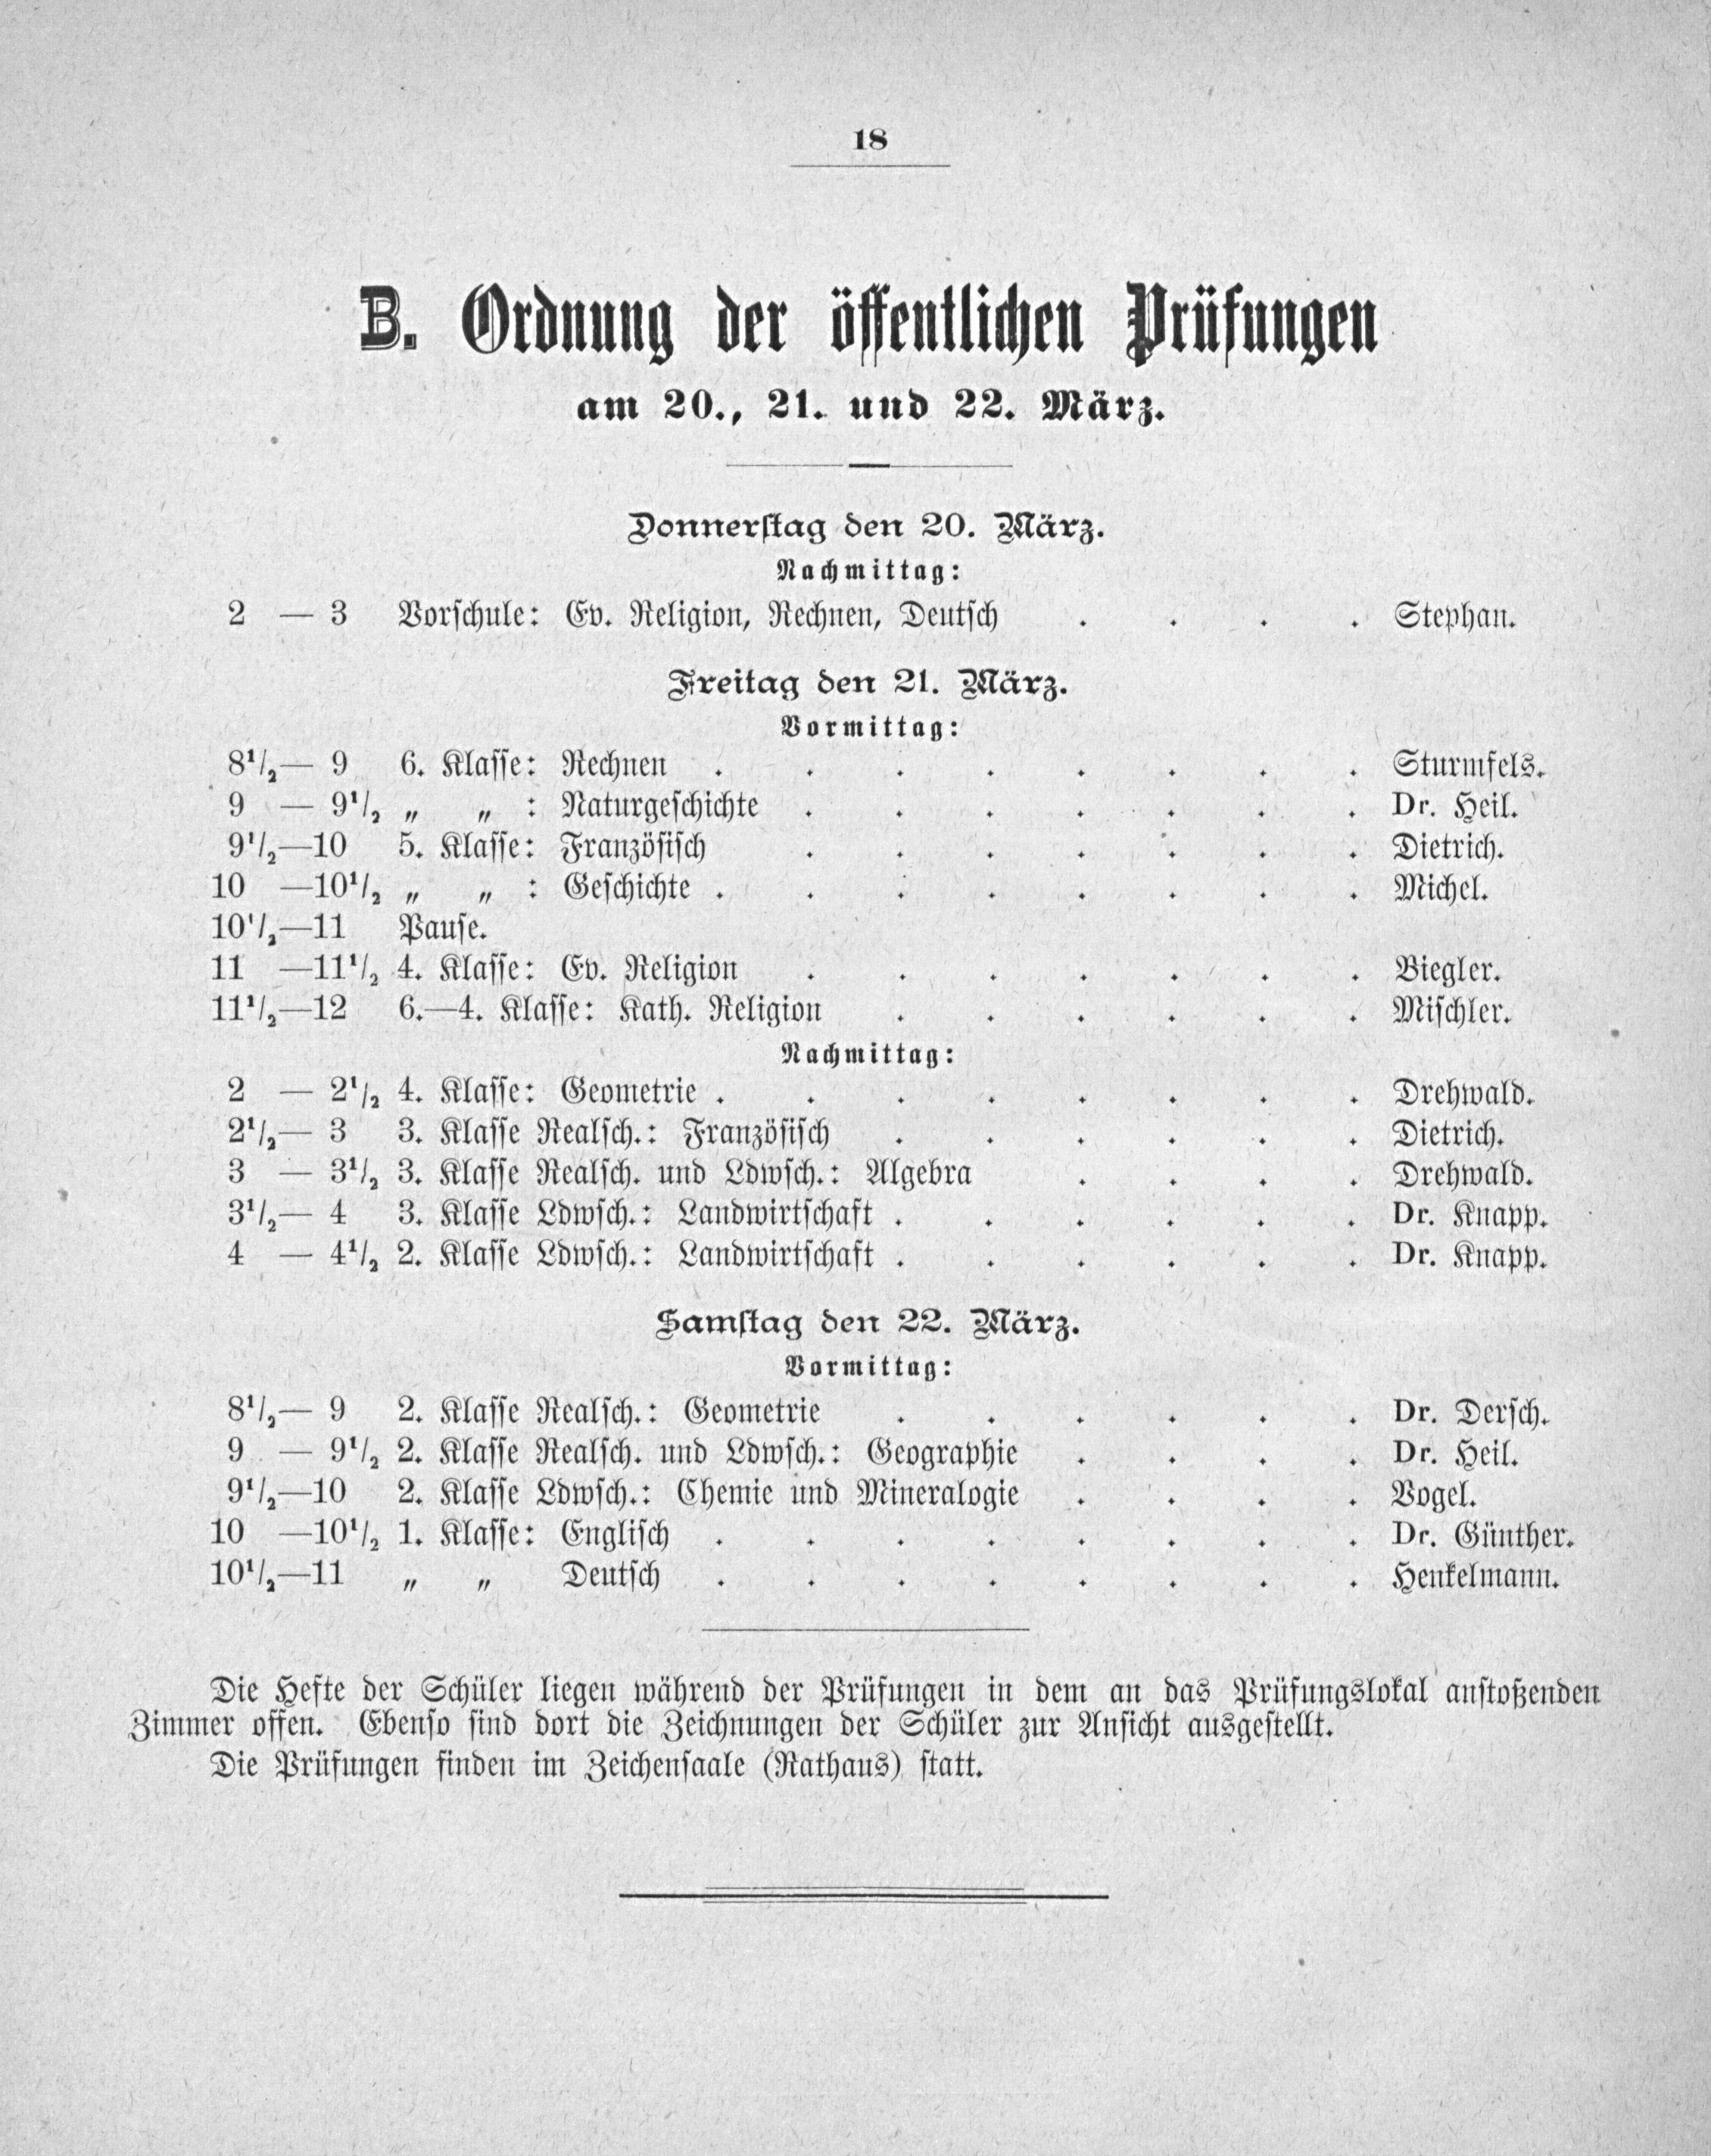 18
B. Ordnung der öffentlichen Prüfungen
am 20., 21. und 22. März.
Donnerstag den 20. März.
Nachmittag:
2 — 3 Vorschule: Ev. Religion, Rechnen, Deutsch . . . . Stephan.
Freitag den 21. März.
Vormittag:
8½— 9 6. Klasse: Rechnen . . . . . . . . Sturmfels.
9 — 9½ „ „ : Naturgeschichte . . . . . . . Dr. Heil.
9½—10 5. Klasse: Französisch . . . . . . . Dietrich.
10 —10½ „ „ : Geschichte . . . . . . . . Michel.
10½—11 Pause.
11 —11½ 4. Klasse: Ev. Religion . . . . . . . Biegler.
11½—12 6.—4. Klasse: Kath. Religion . . . . . . Mischler.
Nachmittag:
2 — 2½ 4. Klasse: Geometrie . . . . . . . . Drehwald.
2½— 3 3. Klasse Realsch.: Französisch . . . . . . Dietrich.
3 — 3½ 3. Klasse Realsch. und Ldwsch.: Algebra . . . . Drehwald.
3½— 4 3. Klasse Ldwsch.: Landwirtschaft . . . . . . Dr. Knapp.
4 — 4½ 2. Klasse Ldwsch.: Landwirtschaft . . . . . . Dr. Knapp.
Samstag den 22. März.
Vormittag:
8½— 9 2. Klasse Realsch.: Geometrie . . . . . . Dr. Dersch.
9 — 9½ 2. Klasse Realsch. und Ldwsch.: Geographie . . . . Dr. Heil.
9½—10 2. Klasse Ldwsch.: Chemie und Mineralogie . . . . Vogel.
10 —10½ 1. Klasse: Englisch . . . . . . . . Dr. Günther.
10½—11 „ „ Deutsch . . . . . . . . Henkelmann.
Die Hefte der Schüler liegen während der Prüfungen in dem an das Prüfungslokal anstoßenden
Zimmer offen. Ebenso sind dort die Zeichnungen der Schüler zur Ansicht ausgestellt.
Die Prüfungen finden im Zeichensaale (Rathaus) statt.